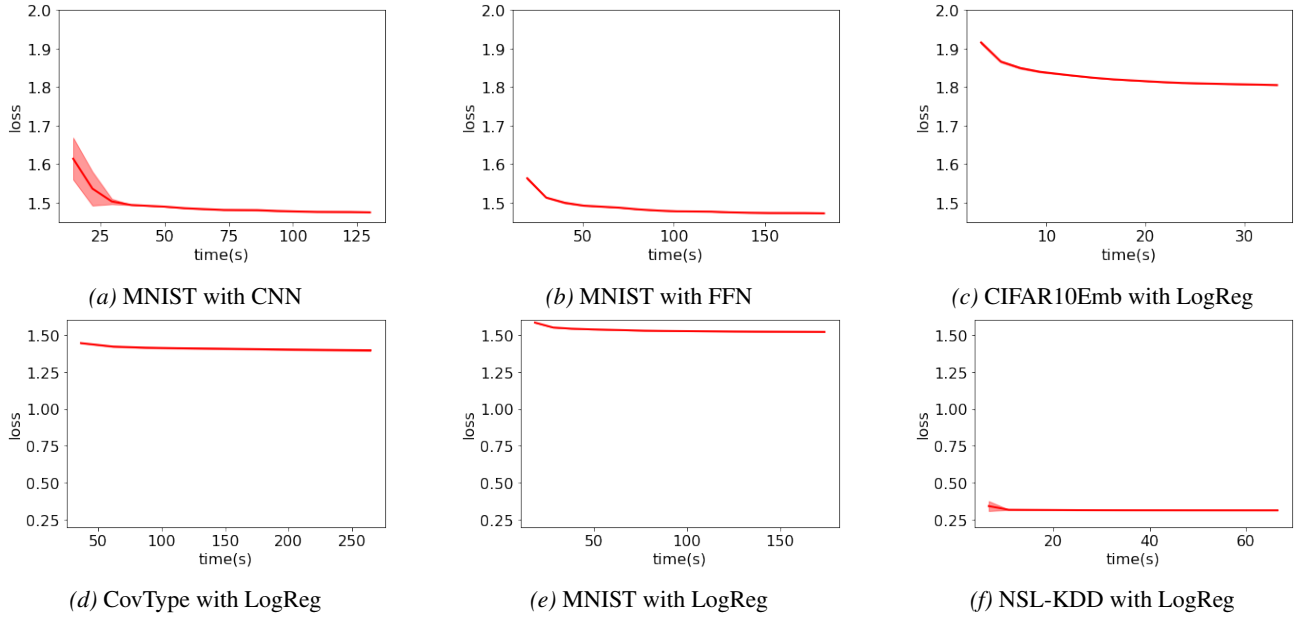 2.0
1.9
1.8
1.7
1.6
1.5
loss
25 50 75 100 125
time(s)
(a) MNIST with CNN
2.0
1.9
1.8
1.7
1.6
1.5
loss
50 100 150
time(s)
(b) MNIST with FFN
2.0
1.9
1.8
1.7
1.6
1.5
loss
10 20 30
time(s)
(c) CIFAR10Emb with LogReg
1.50
1.25
1.00
0.75
0.50
0.25
loss
50 100 150 200 250
time(s)
(d) CovType with LogReg
1.50
1.25
1.00
0.75
0.50
0.25
loss
50 100 150
time(s)
(e) MNIST with LogReg
1.50
1.25
1.00
0.75
0.50
0.25
loss
20 40 60
time(s)
(f) NSL-KDD with LogReg